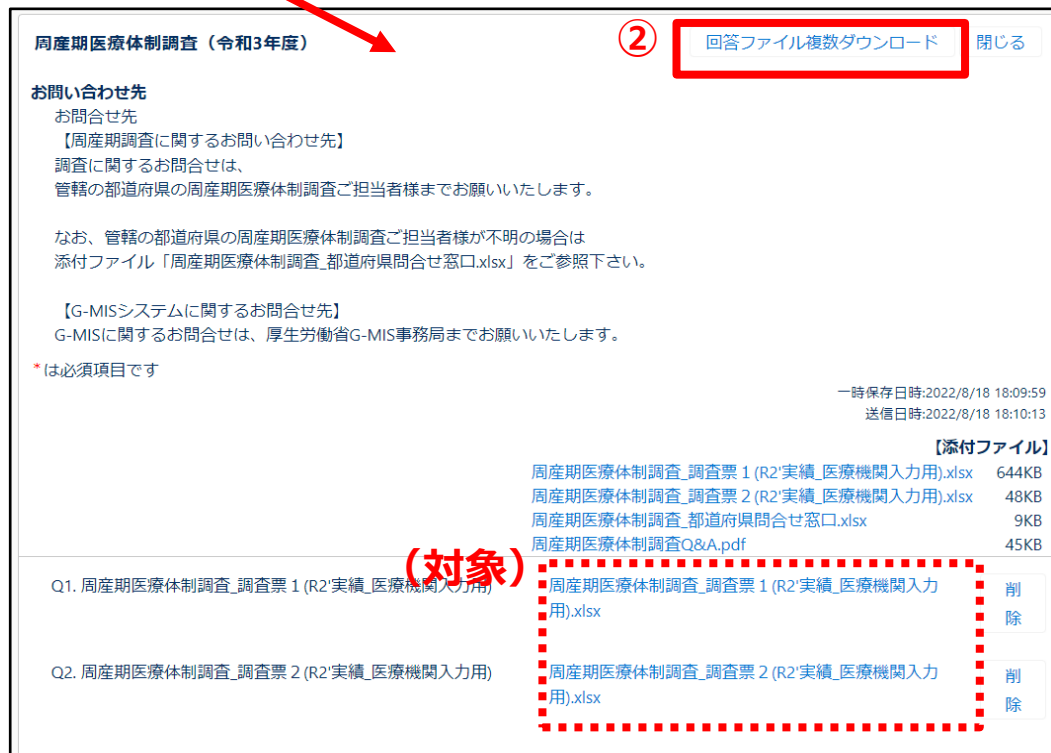 周産期医療体制調査（令和3年度）
②
回答ファイル複数ダウンロード
閉じる
お問い合わせ先
お問合せ先
【周産期調査に関するお問い合わせ先】
調査に関するお問合せは、
管轄の都道府県の周産期医療体制調査ご担当者様までお願いいたします。
なお、管轄の都道府県の周産期医療体制調査ご担当者様が不明の場合は
添付ファイル「周産期医療体制調査_都道府県問合せ窓口.xlsx」をご参照下さい。
【G-MISシステムに関するお問合せ先】
G-MISに関するお問合せは、厚生労働省G-MIS事務局までお願いいたします。
*は必須項目です
一時保存日時:2022/8/18 18:09:59
送信日時:2022/8/18 18:10:13
【添付ファイル】
周産期医療体制調査_調査票１(R2'実績_医療機関入力用).xlsx 644KB
周産期医療体制調査_調査票２(R2'実績_医療機関入力用).xlsx 48KB
周産期医療体制調査_都道府県問合せ窓口.xlsx 9KB
周産期医療体制調査Q&A.pdf 45KB
（対象）
Q1. 周産期医療体制調査_調査票１(R2'実績_医療機関入力用)
周産期医療体制調査_調査票１(R2'実績_医療機関入力
用).xlsx
削
除
Q2. 周産期医療体制調査_調査票２(R2'実績_医療機関入力用)
周産期医療体制調査_調査票２(R2'実績_医療機関入力
用).xlsx
削
除